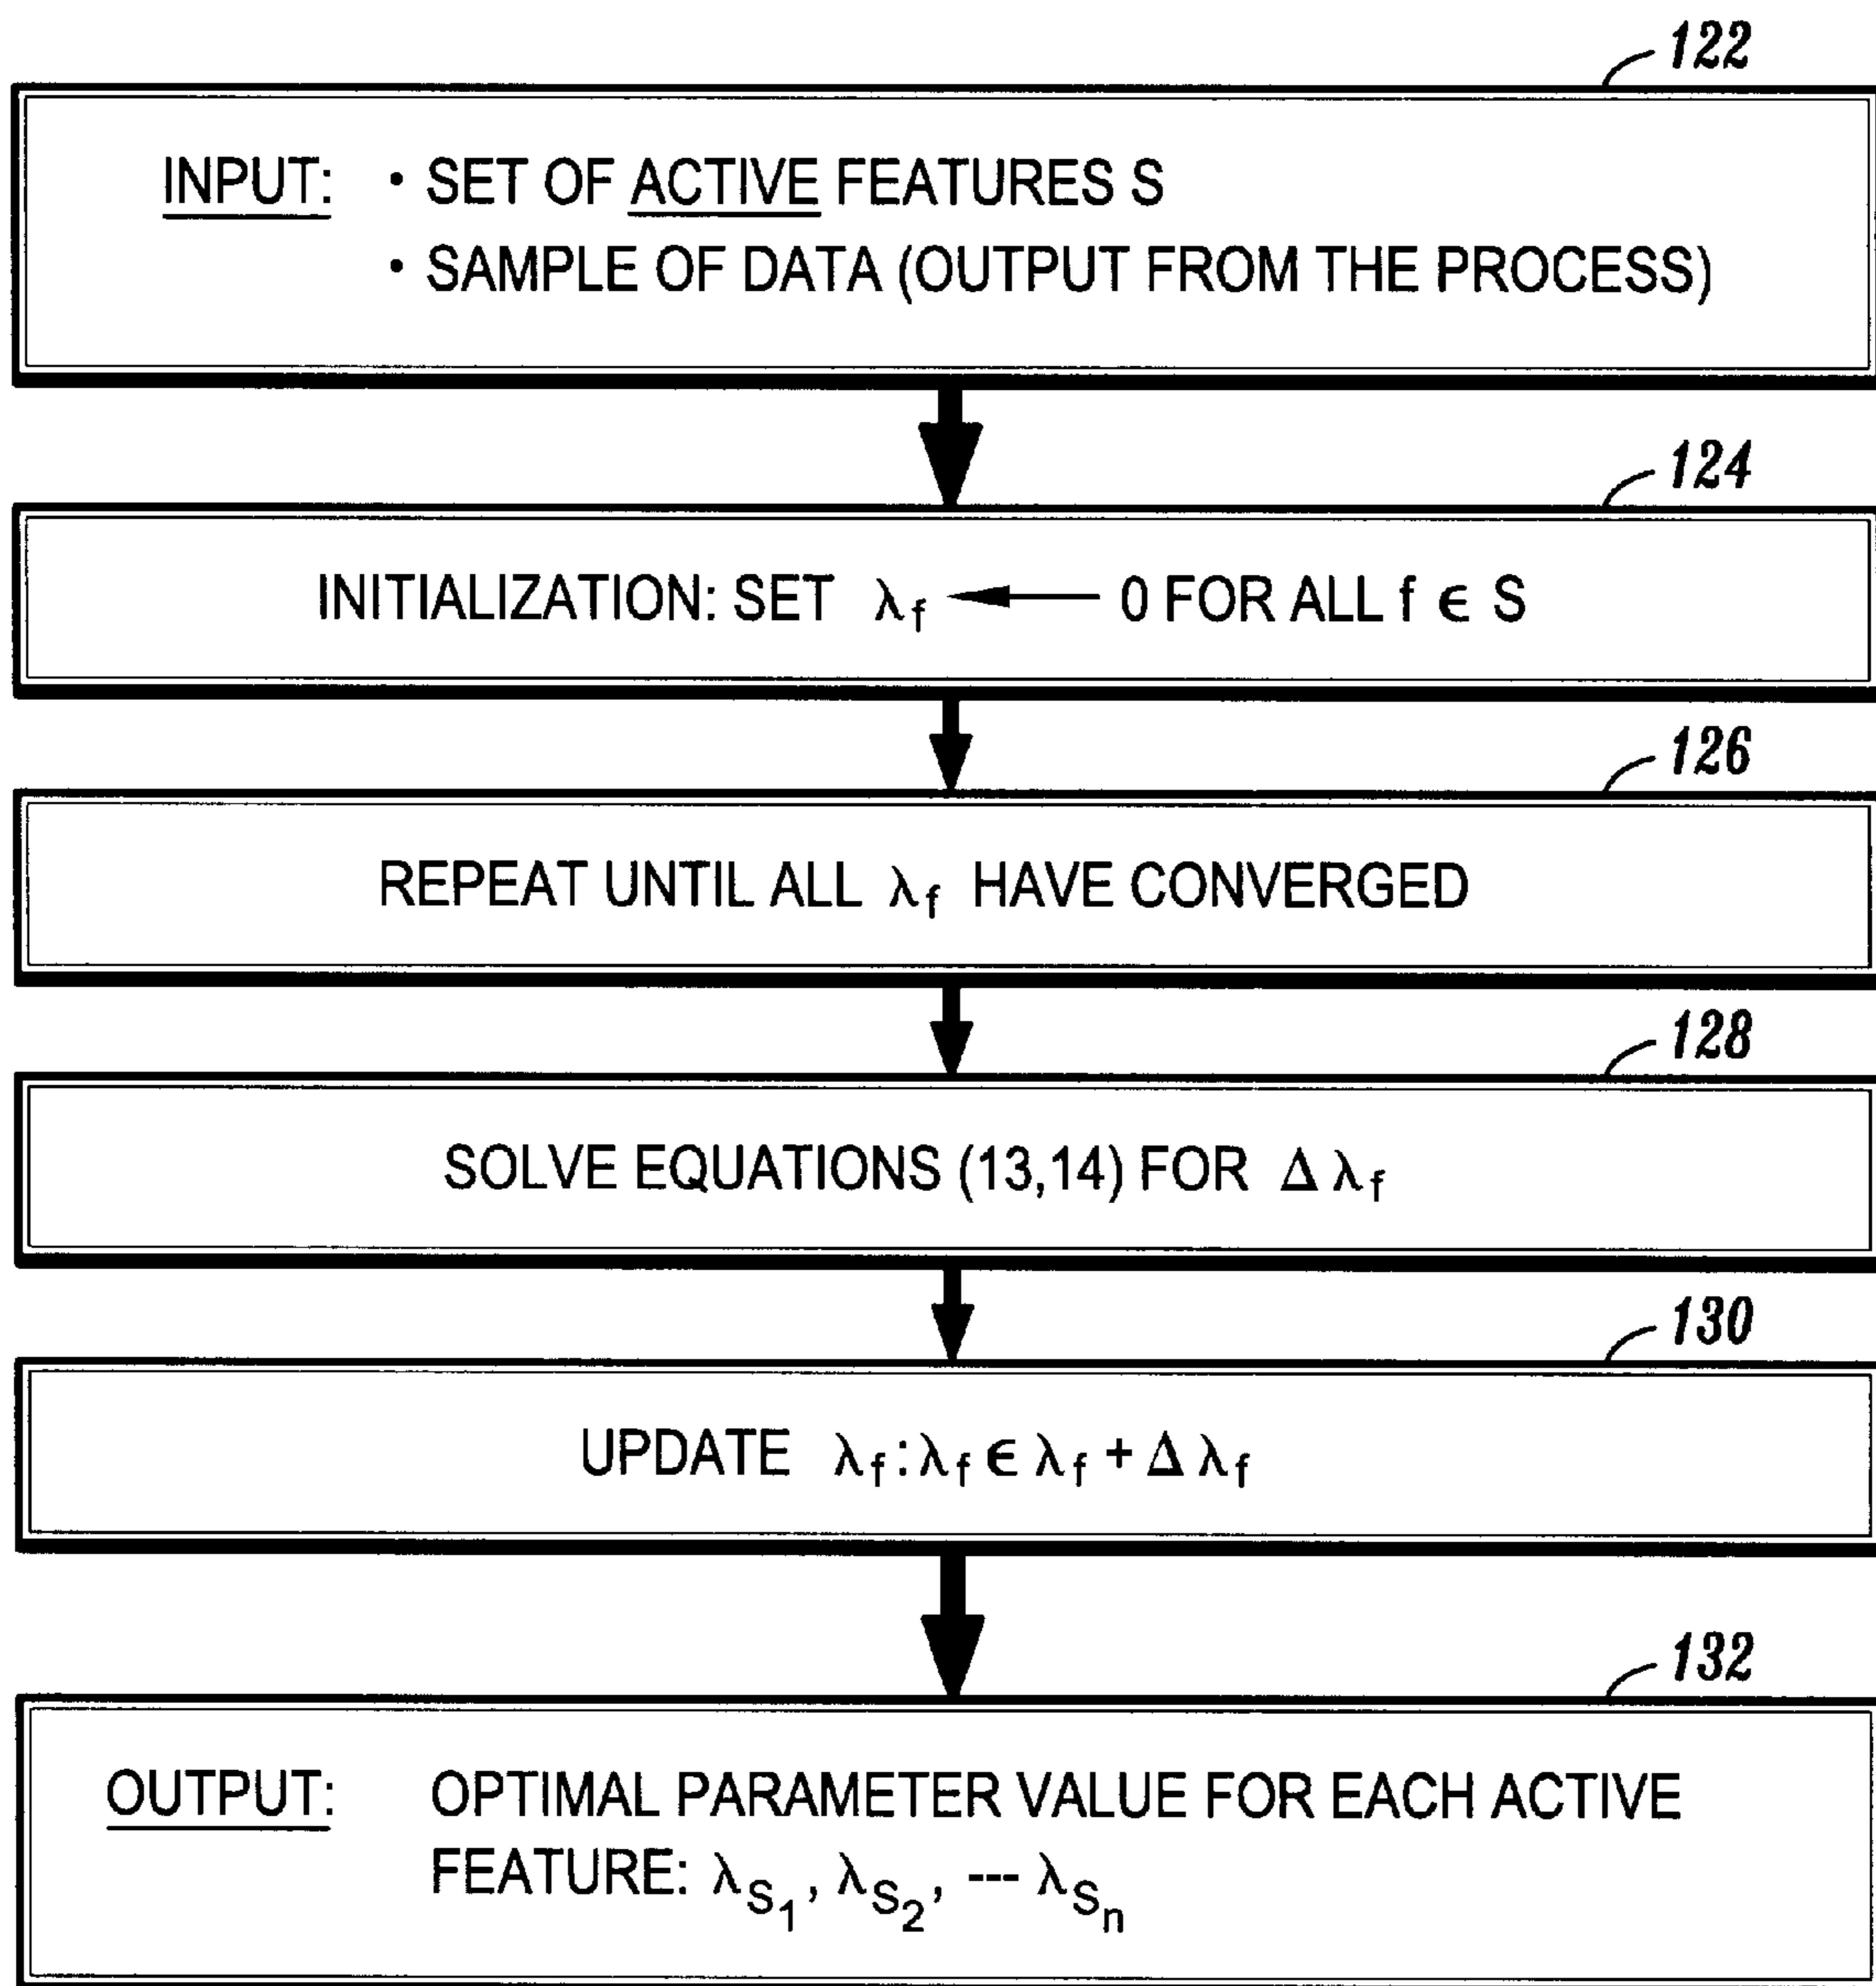 122
INPUT: • SET OF ACTIVE FEATURES S
• SAMPLE OF DATA (OUTPUT FROM THE PROCESS)
124
INITIALIZATION: SET λf ← 0 FOR ALL f ∈ S
126
REPEAT UNTIL ALL λf HAVE CONVERGED
128
SOLVE EQUATIONS (13,14) FOR Δ λf
130
UPDATE λf : λf ∈ λf + Δ λf
132
OUTPUT: OPTIMAL PARAMETER VALUE FOR EACH ACTIVE
FEATURE: λS1, λS2, --- λSn